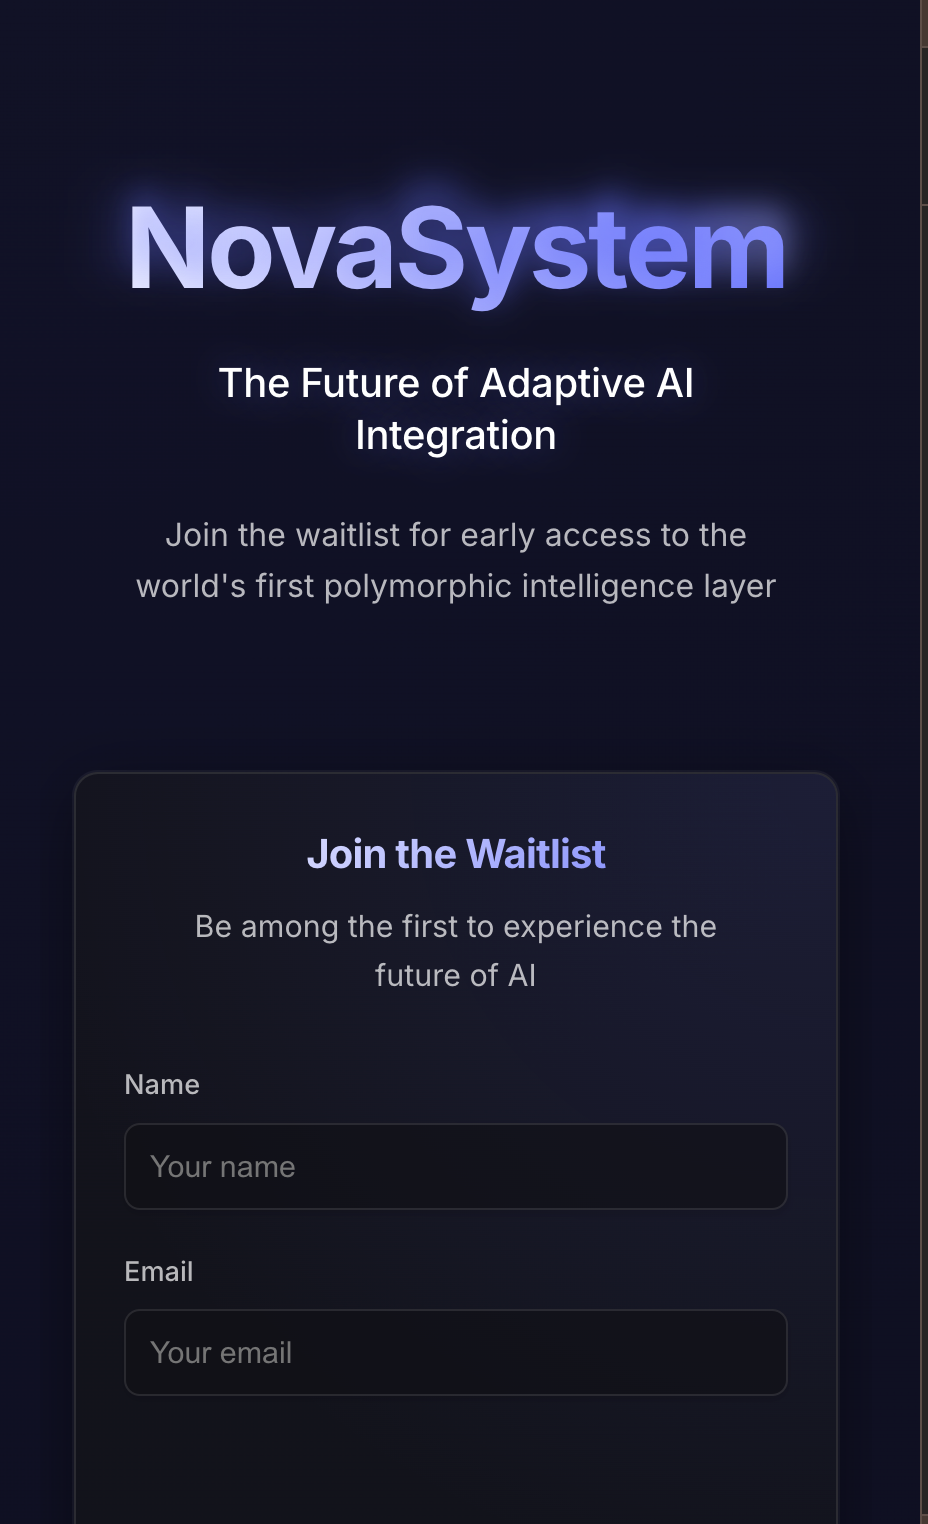 NovaSystem
The Future of Adaptive AI
Integration
Join the waitlist for early access to the
world's first polymorphic intelligence layer
Join the Waitlist
Be among the first to experience the
future of AI
Name
Your name
Email
Your email